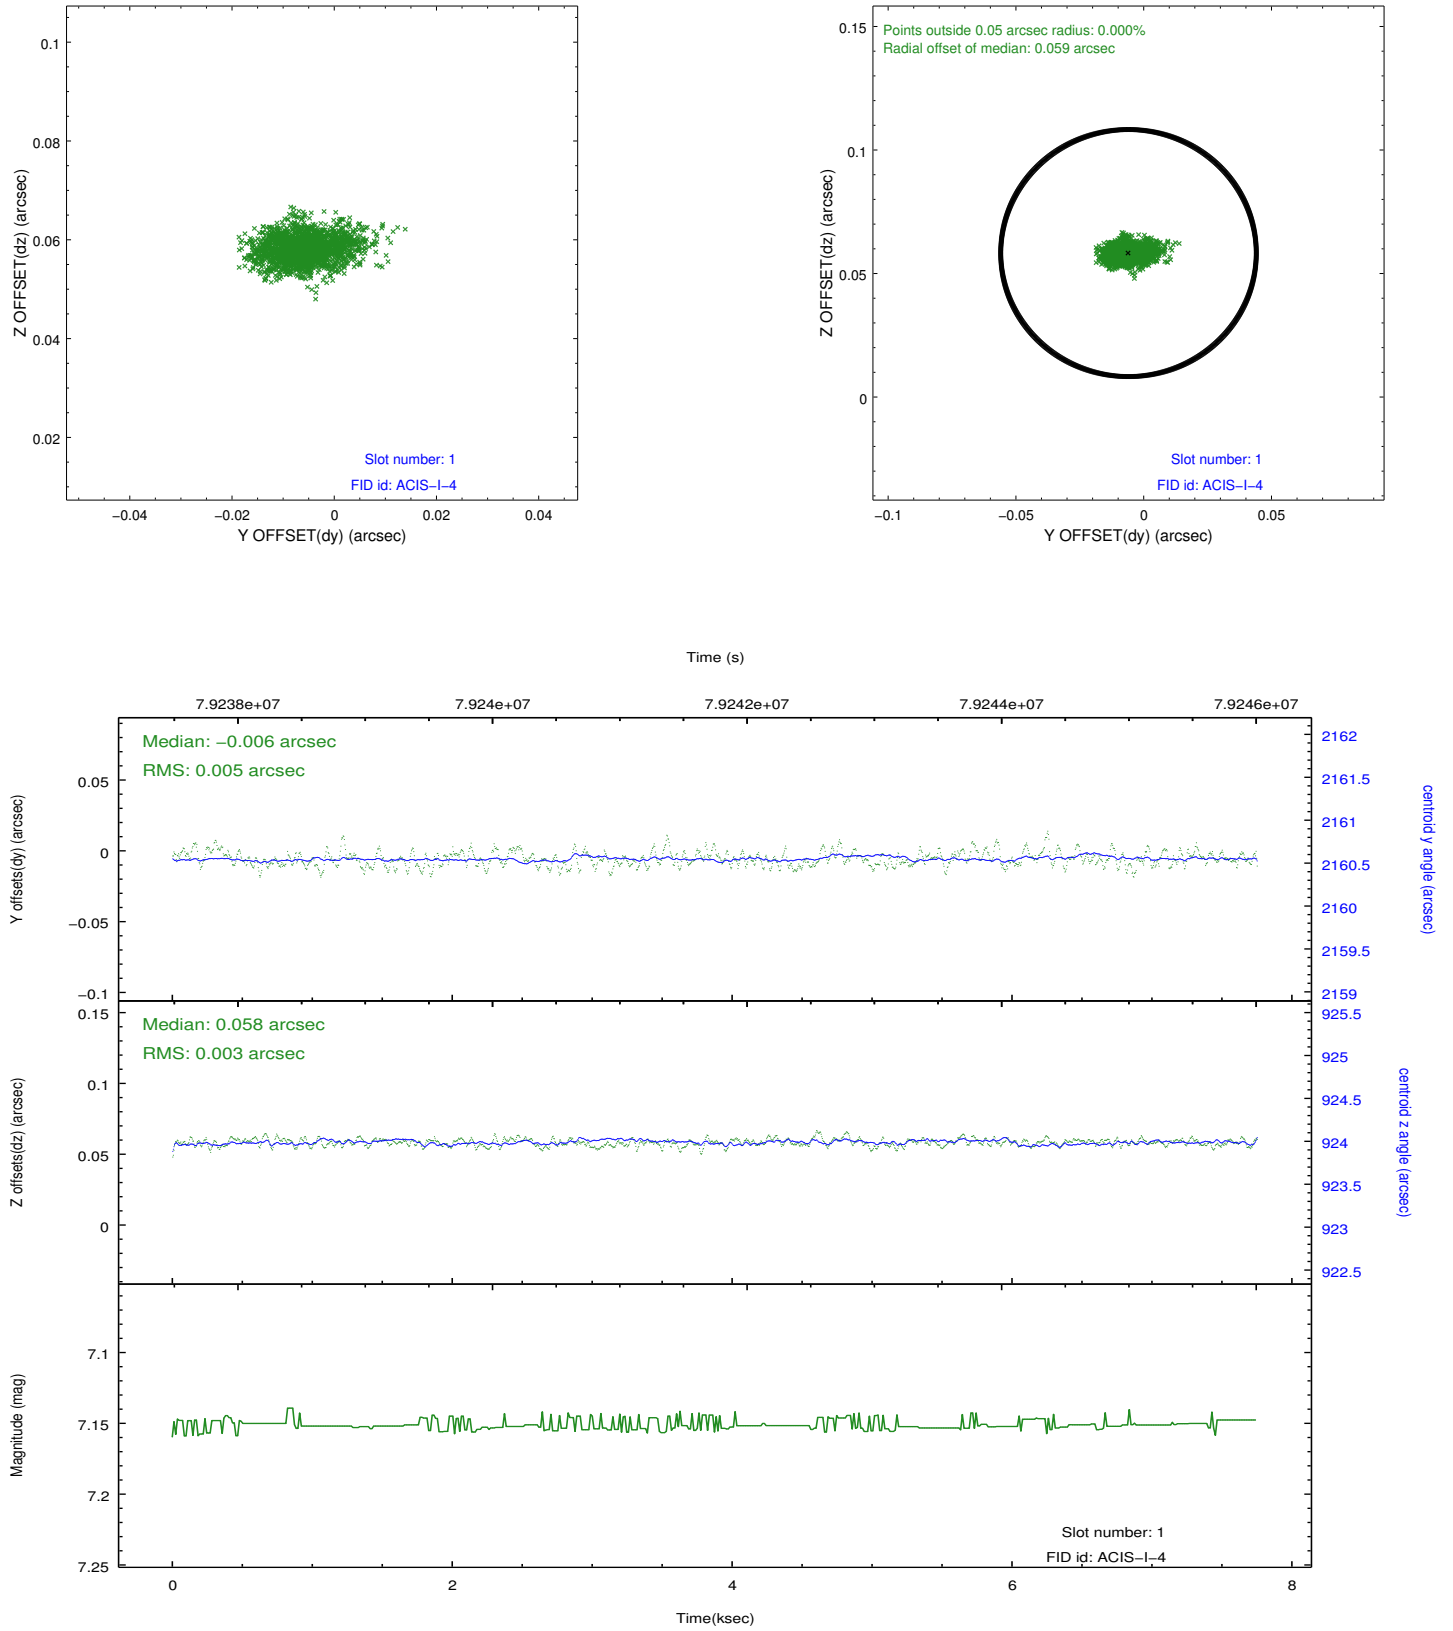 0.1
0.08
0.06
0.04
0.02
Z OFFSET(dz) (arcsec)
−0.04
−0.02
0
0.02
0.04
Y OFFSET(dy) (arcsec)
Slot number: 1
FID id: ACIS−I−4
Points outside 0.05 arcsec radius: 0.000%
Radial offset of median: 0.059 arcsec
0.15
0.1
0.05
0
Z OFFSET(dz) (arcsec)
−0.1
−0.05
0
0.05
Y OFFSET(dy) (arcsec)
Slot number: 1
FID id: ACIS−I−4
Time (s)
7.9238e+07
7.924e+07
7.9242e+07
7.9244e+07
7.9246e+07
Median: −0.006 arcsec
RMS: 0.005 arcsec
0.05
0
−0.05
−0.1
Y offsets(dy) (arcsec)
2162
2161.5
2161
2160.5
2160
2159.5
2159
centroid y angle (arcsec)
Median: 0.058 arcsec
RMS: 0.003 arcsec
0.15
0.1
0.05
0
Z offsets(dz) (arcsec)
925.5
925
924.5
924
923.5
923
922.5
centroid z angle (arcsec)
7.1
7.15
7.2
7.25
Magnitude (mag)
Slot number: 1
FID id: ACIS−I−4
0
2
4
6
8
Time(ksec)